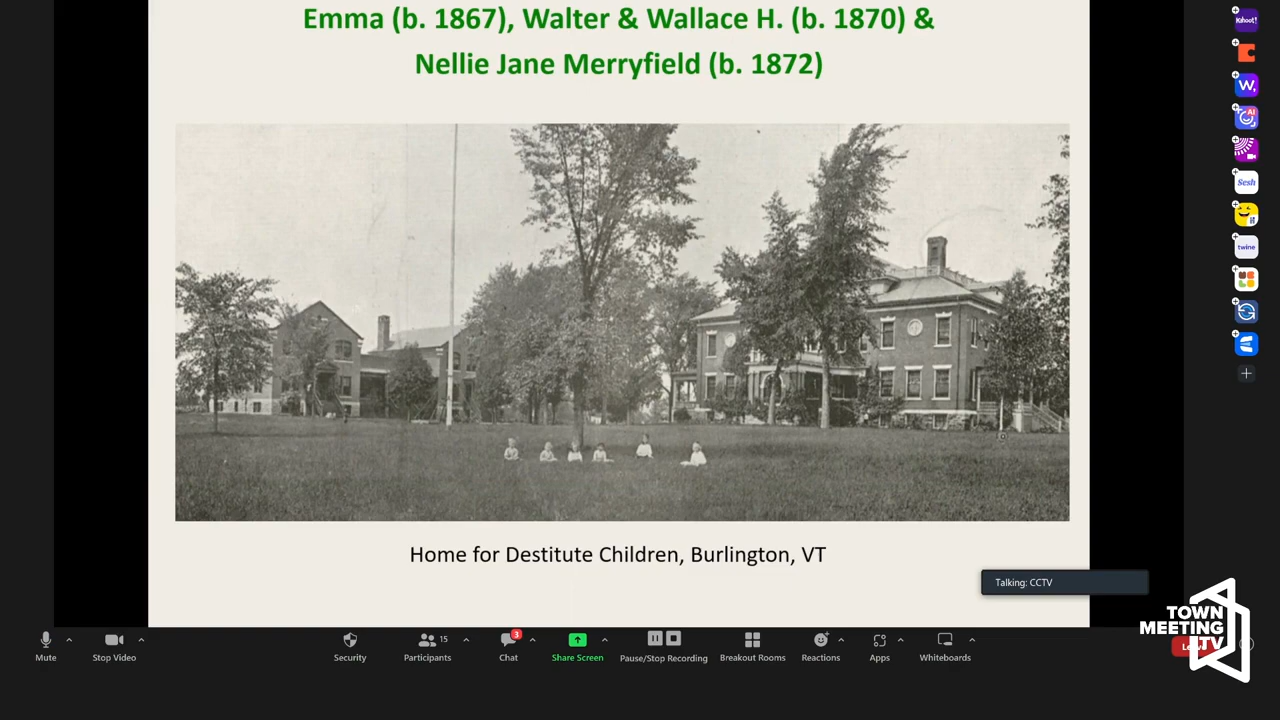 Emma (b. 1867), Walter & Wallace H. (b. 1870) &
Nellie Jane Merryfield (b. 1872)
Home for Destitute Children, Burlington, VT
Talking: CCTV
Kahoot!
W,
AI
Sesh
twine
TOWN
MEETING
TV
15
3
Mute
Stop Video
Security
Participants
Chat
Share Screen
Pause/Stop Recording
Breakout Rooms
Reactions
Apps
Whiteboards